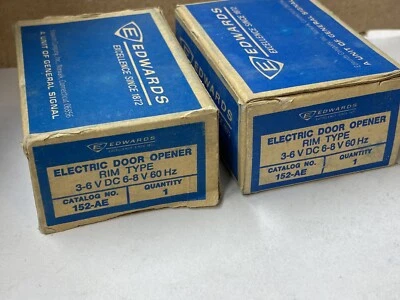 EDWARDS
EXCELLENCE SINCE 1872
A UNIT OF GENERAL SIGNAL
EDWARDS
ELECTRIC DOOR OPENER
RIM TYPE
3-6 V DC 6-8 V 60 Hz
CATALOG NO.
152-AE
QUANTITY
1
EDWARDS
EXCELLENCE SINCE 1872
A UNIT OF GENERAL SIGNAL
EDWARDS
ELECTRIC DOOR OPENER
RIM TYPE
3-6 V DC 6-8 V 60 Hz
CATALOG NO.
152-AE
QUANTITY
1